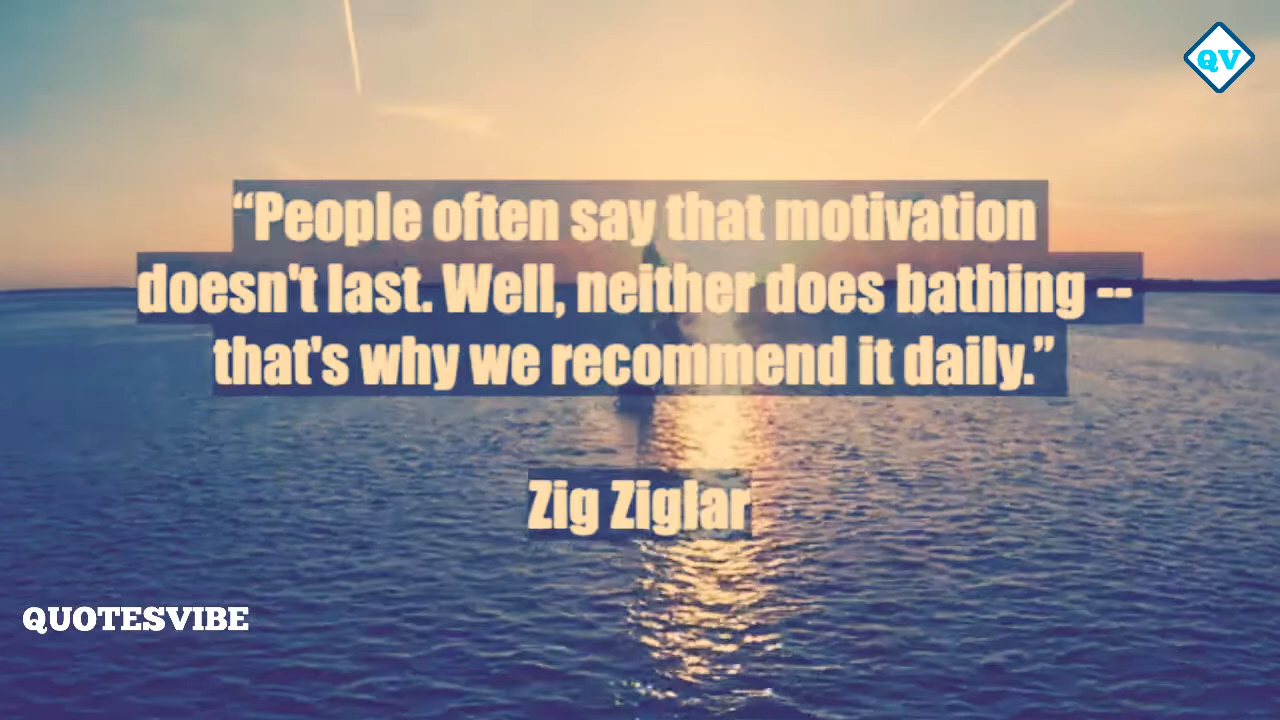 QV
“People often say that motivation
doesn't last. Well, neither does bathing --
that's why we recommend it daily.”
Zig Ziglar
QUOTESVIBE